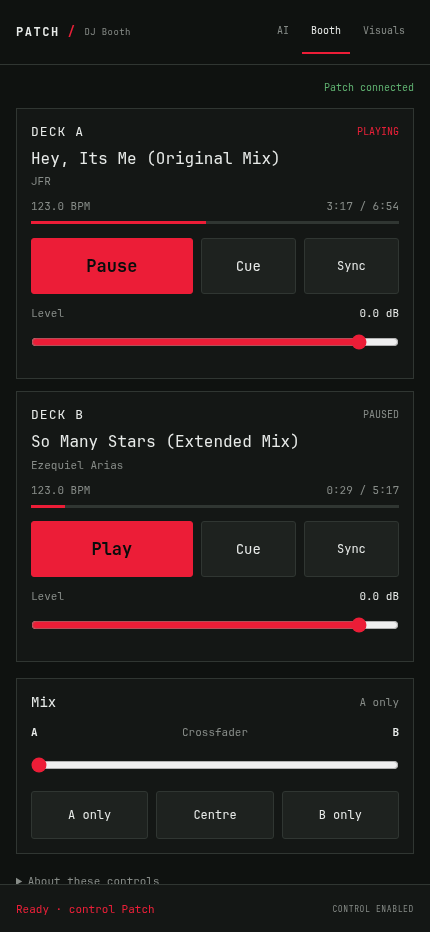 PATCH / DJ Booth AI Booth Visuals
Patch connected
DECK A PLAYING
Hey, Its Me (Original Mix)
JFR
123.0 BPM 3:17 / 6:54
Pause Cue Sync
Level 0.0 dB
DECK B PAUSED
So Many Stars (Extended Mix)
Ezequiel Arias
123.0 BPM 0:29 / 5:17
Play Cue Sync
Level 0.0 dB
Mix A only
A Crossfader B
A only Centre B only
▶ About these controls
Ready · control Patch CONTROL ENABLED